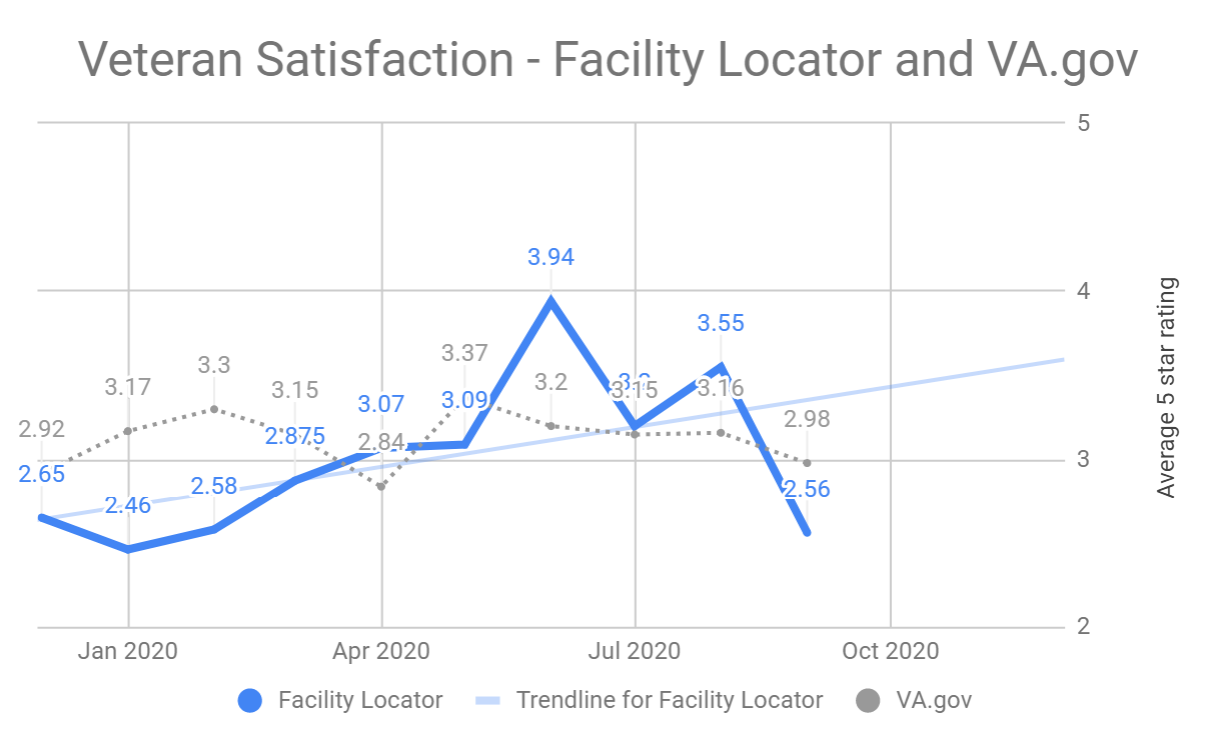 Veteran Satisfaction - Facility Locator and VA.gov
5
3.94
4
3.55
3.37
3.3
3.2
3.17
3.15
3.15
3.16
3.07
3.09
2.98
2.92
2.875
2.84
3
2.65
2.58
2.56
2.46
2
Average 5 star rating
Jan 2020
Apr 2020
Jul 2020
Oct 2020
Facility Locator
Trendline for Facility Locator
VA.gov